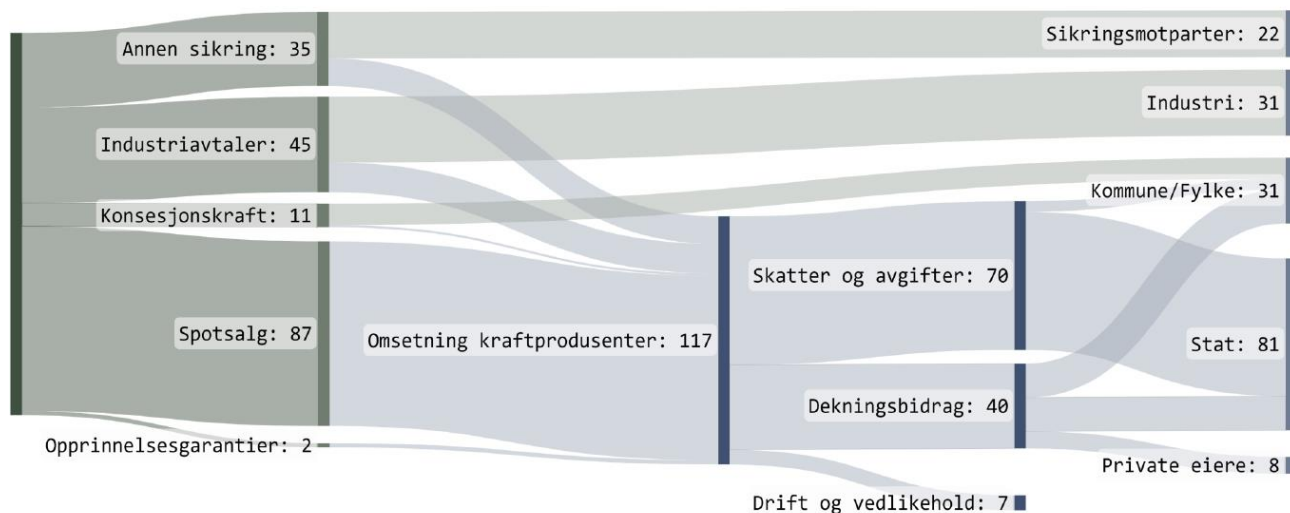 Annen sikring: 35
Industriavtaler: 45
Konsesjonskraft: 11
Spotsalg: 87
Opprinnelsesgarantier: 2
Omsetning kraftprodusenter: 117
Skatter og avgifter: 70
Dekningsbidrag: 40
Drift og vedlikehold: 7
Sikringsmotparter: 22
Industri: 31
Kommune/Fylke: 31
Stat: 81
Private eiere: 8